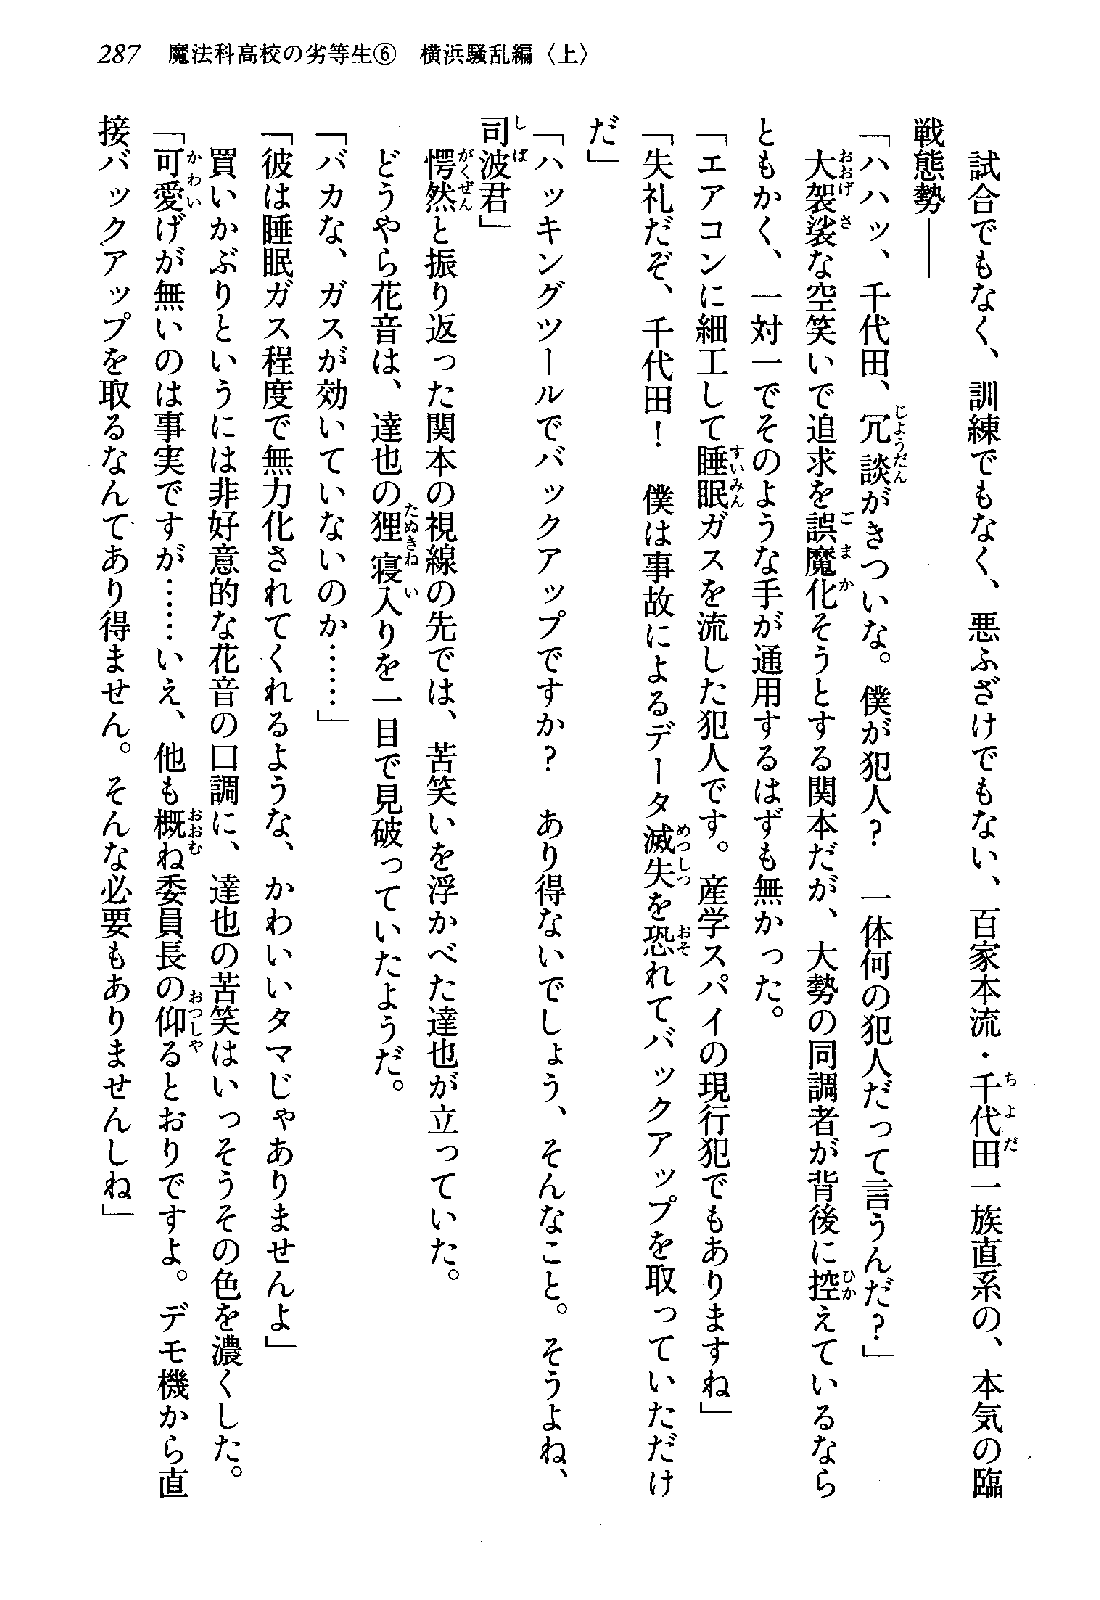 287　魔法科高校の劣等生⑥　横浜騒乱編〈上〉
　試合でもなく、訓練でもなく、悪ふざけでもない、百家本流・千代田一族直系の、本気の臨
戦態勢――
「ハハッ、千代田、冗談がきついな。僕が犯人？　一体何の犯人だって言うんだ？」
　大袈裟な空笑いで追求を誤魔化そうとする関本だが、大勢の同調者が背後に控えているなら
ともかく、一対一でそのような手が通用するはずも無かった。
「エアコンに細工して睡眠ガスを流した犯人です。産学スパイの現行犯でもありますね」
「失礼だぞ、千代田！　僕は事故によるデータ滅失を恐れてバックアップを取っていただけ
だ」
「ハッキングツールでバックアップですか？　あり得ないでしょう、そんなこと。そうよね、
司波君」
　愕然と振り返った関本の視線の先では、苦笑いを浮かべた達也が立っていた。
　どうやら花音は、達也の狸寝入りを一目で見破っていたようだ。
「バカな、ガスが効いていないのか……」
「彼は睡眠ガス程度で無力化されてくれるような、かわいいタマじゃありませんよ」
　買いかぶりというには非好意的な花音の口調に、達也の苦笑はいっそうその色を濃くした。
「可愛げが無いのは事実ですが……いえ、他も概ね委員長の仰るとおりですよ。デモ機から直
接バックアップを取るなんてあり得ません。そんな必要もありませんしね」